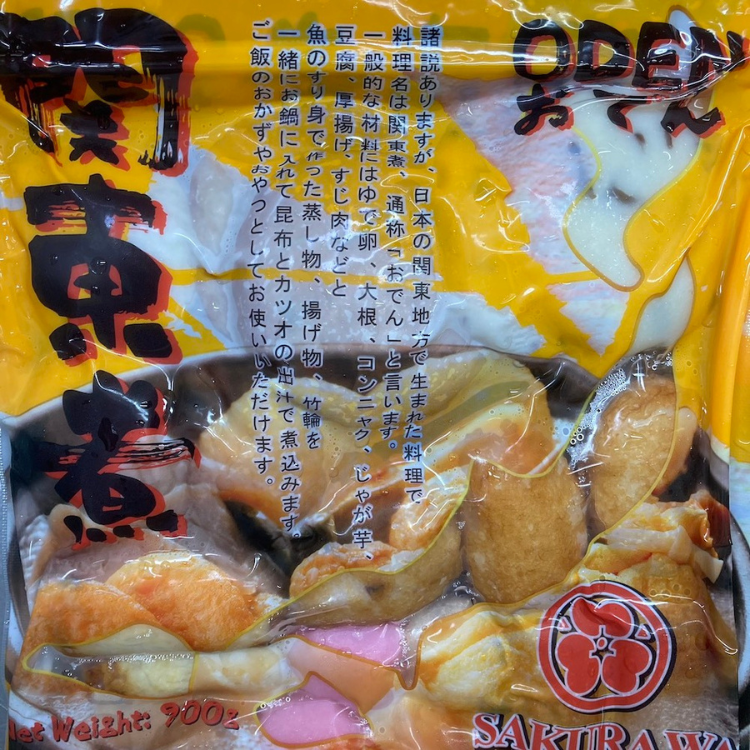 関東煮
ODEN
おでん
諸説ありますが、日本の関東地方で生まれた料理で
料理名は関東煮、通称「おでん」と言います。
一般的な材料にはゆで卵、大根、コンニャク、じゃが芋、
豆腐、厚揚げ、すじ肉などと
魚のすり身で作った蒸し物、揚げ物、竹輪を
一緒にお鍋に入れて昆布とカツオの出汁で煮込みます。
ご飯のおかずやおやつとしてお使いいただけます。
Net Weight: 900g
SAKURAWA